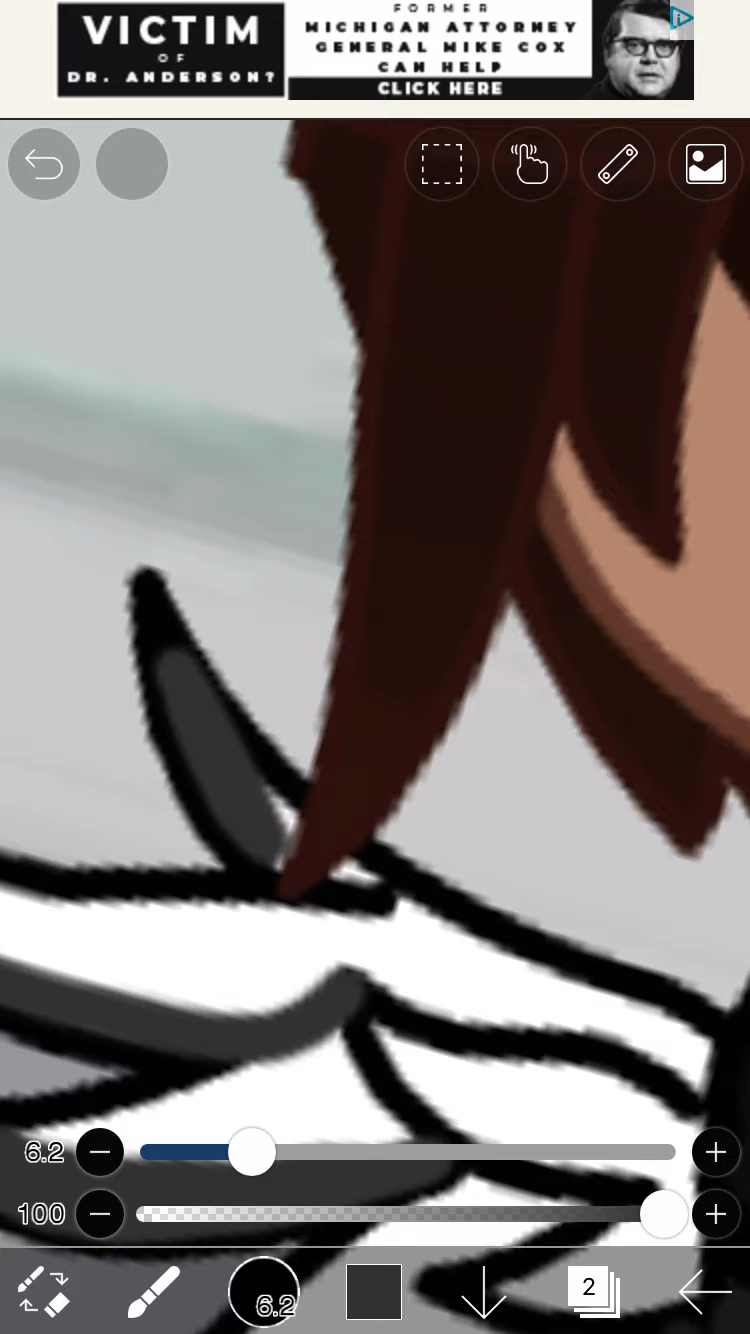 VICTIM
OF
DR. ANDERSON?
FORMER
MICHIGAN ATTORNEY
GENERAL MIKE COX
CAN HELP
CLICK HERE
6.2
100
6.2
2